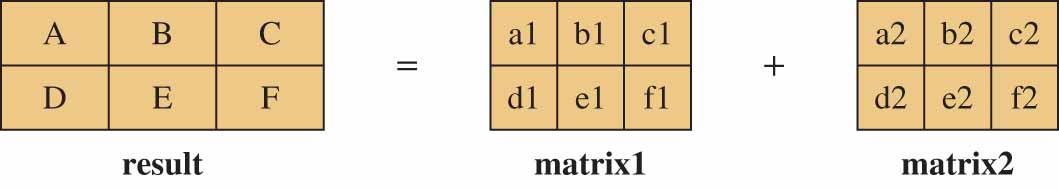 A B C = a1 b1 c1 + a2 b2 c2
D E F d1 e1 f1 d2 e2 f2
result matrix1 matrix2